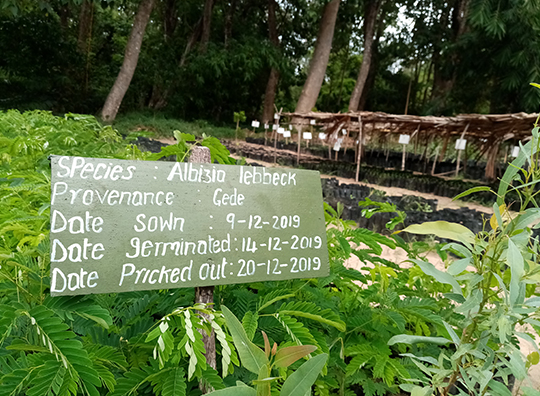 Species : Albizia lebbeck
Provenance : Gede
Date sown : 9-12-2019
Date germinated: 14-12-2019
Date Pricked out: 20-12-2019